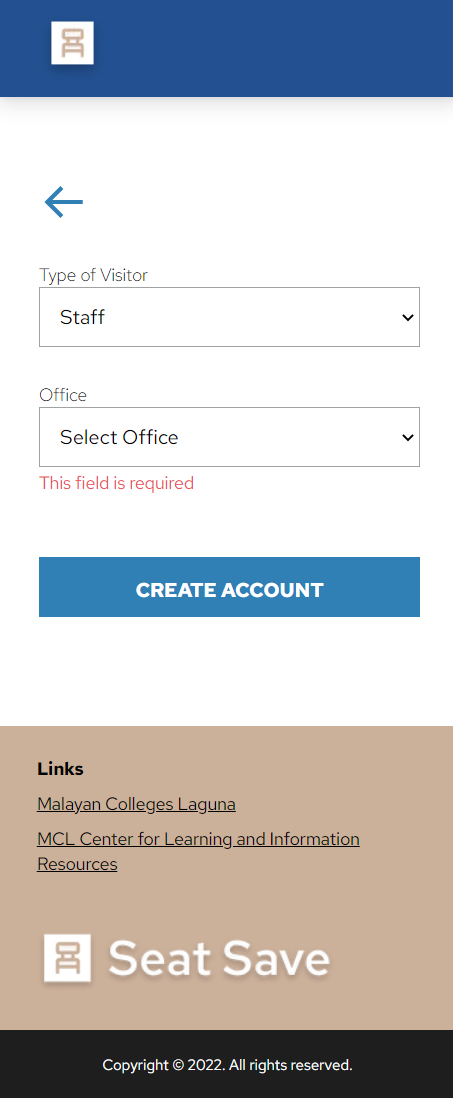 Type of Visitor
Staff
Office
Select Office
This field is required
CREATE ACCOUNT
Links
Malayan Colleges Laguna
MCL Center for Learning and Information
Resources
Seat Save
Copyright © 2022. All rights reserved.